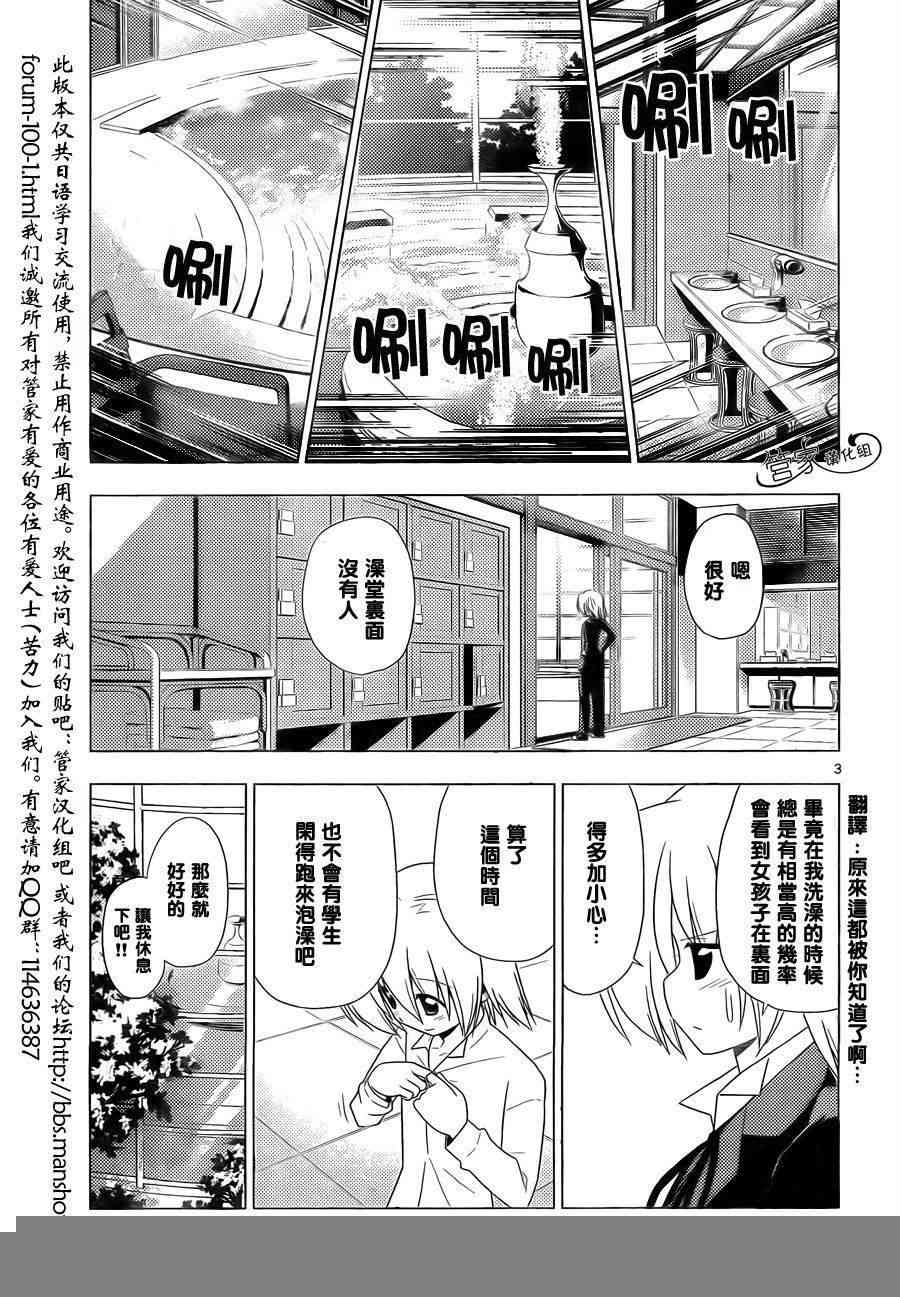 唰
唰
唰
唰
唰
唰
管家
漢化组
嗯
很好
澡堂裏面
沒有人
3
畢竟在我洗澡的時候
總是有相當高的幾率
會看到女孩子在裏面
得多加小心…
算了
這個時間
也不會有學生
閑得跑來泡澡吧
那麼就
好好的
讓我休息
下吧!!
翻譯:原來這都被你知道了啊…
此版本仅共日语学习交流使用,禁止用作商业用途。欢迎访问我们的贴吧:管家汉化组吧 或者我们的论坛http://bbs.mansho
forum-100-1.html我们诚邀所有对管家有爱的各位有爱人士(苦力)加入我们。有意请加QQ群:114636387